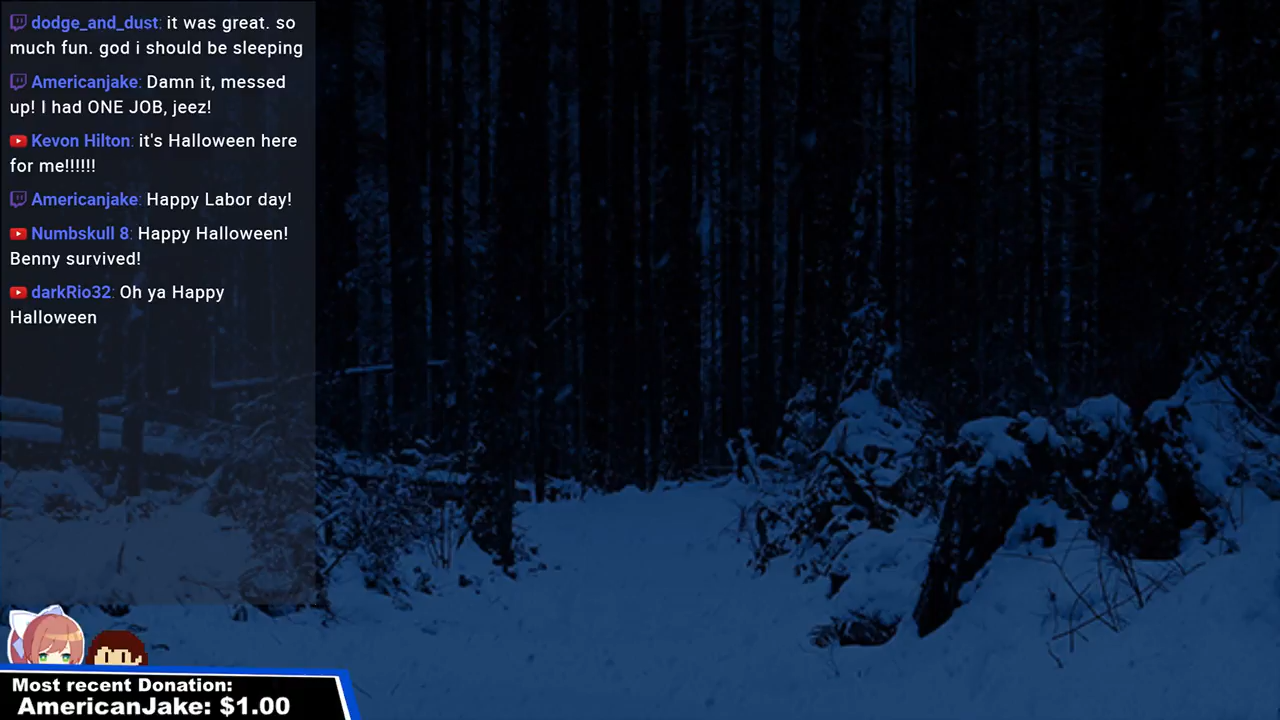 dodge_and_dust: it was great. so
much fun. god i should be sleeping
Americanjake: Damn it, messed
up! I had ONE JOB, jeez!
Kevon Hilton: it's Halloween here
for me!!!!!!
Americanjake: Happy Labor day!
Numbskull 8: Happy Halloween!
Benny survived!
darkRio32: Oh ya Happy
Halloween
Most recent Donation:
AmericanJake: $1.00